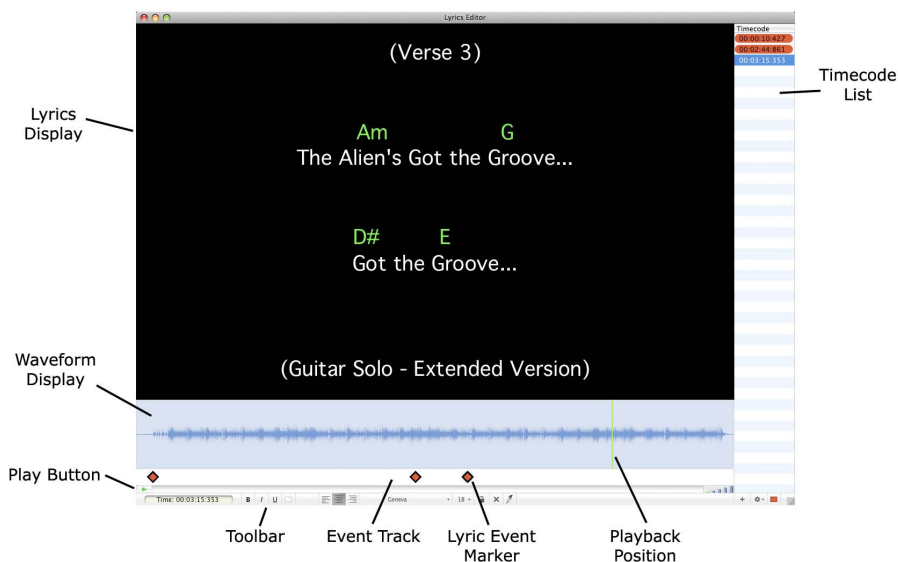 Lyrics Editor
Timecode
00:00:10:427
00:02:44:861
00:03:15:353
(Verse 3)
Am G
The Alien's Got the Groove...
D# E
Got the Groove...
(Guitar Solo - Extended Version)
Timecode
List
Lyrics
Display
Waveform
Display
Play Button
Time: 00:03:15:353
B I U
Geneva
18
Toolbar
Event Track
Lyric Event
Marker
Playback
Position